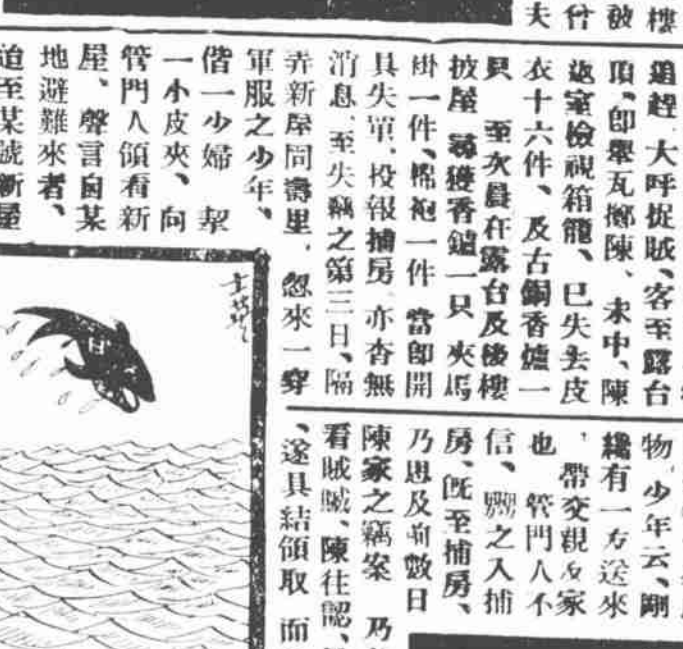 樓
被
付
夫
追趕、大呼捉賊、客至露台
頂、卽舉瓦擲陳、未中、陳
返室檢視箱籠、已失去皮
衣十六件、及古銅香爐一
只 至次晨在露台及後樓
披屋 尋獲香鑪一只 夾馬
掛一件、棉袍一件 當卽開
具失單、投報捕房、亦杳無
消息、至失竊之第三日、隔
弄新屋同壽里、忽來一穿
軍服之少年、
偕一少婦 挈
一小皮夾、向
管門人領看新
屋、聲言自某
地避難來者、
迨至某號新屋
物、少年云、剛
纔有一方送來
、帶交親友家
也 管門人不
信、嬲之入捕
房、旣至捕房、
乃思及前數日
陳家之竊案 乃
看賊贓、陳往認、
、遂具結領取 而